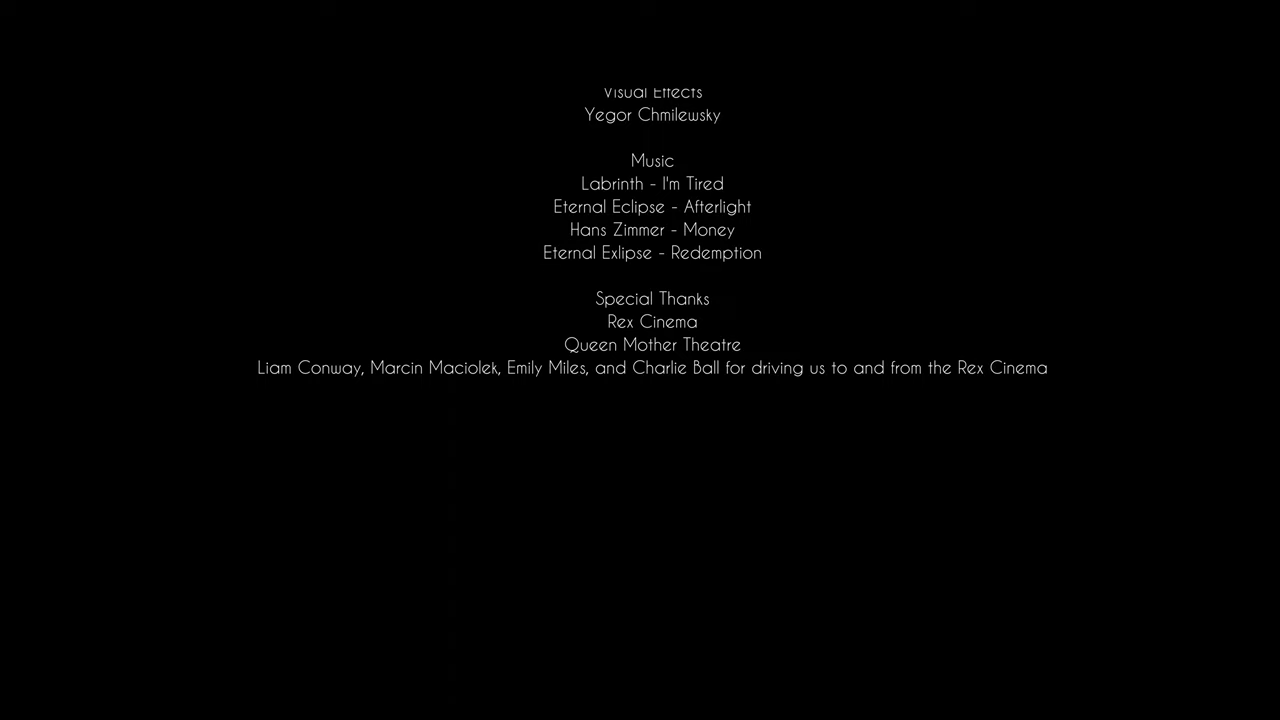 Visual Effects
Yegor Chmilewsky
Music
Labrinth - I'm Tired
Eternal Eclipse - Afterlight
Hans Zimmer - Money
Eternal Exlipse - Redemption
Special Thanks
Rex Cinema
Queen Mother Theatre
Liam Conway, Marcin Maciolek, Emily Miles, and Charlie Ball for driving us to and from the Rex Cinema